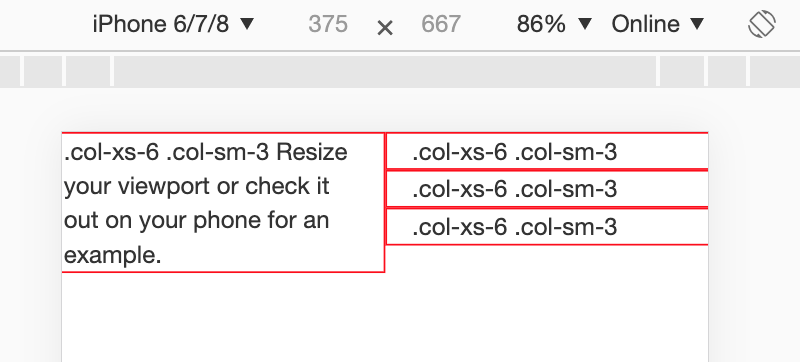 iPhone 6/7/8 ▼ 375 × 667 86% ▼ Online ▼
.col-xs-6 .col-sm-3 Resize
your viewport or check it
out on your phone for an
example.
.col-xs-6 .col-sm-3
.col-xs-6 .col-sm-3
.col-xs-6 .col-sm-3